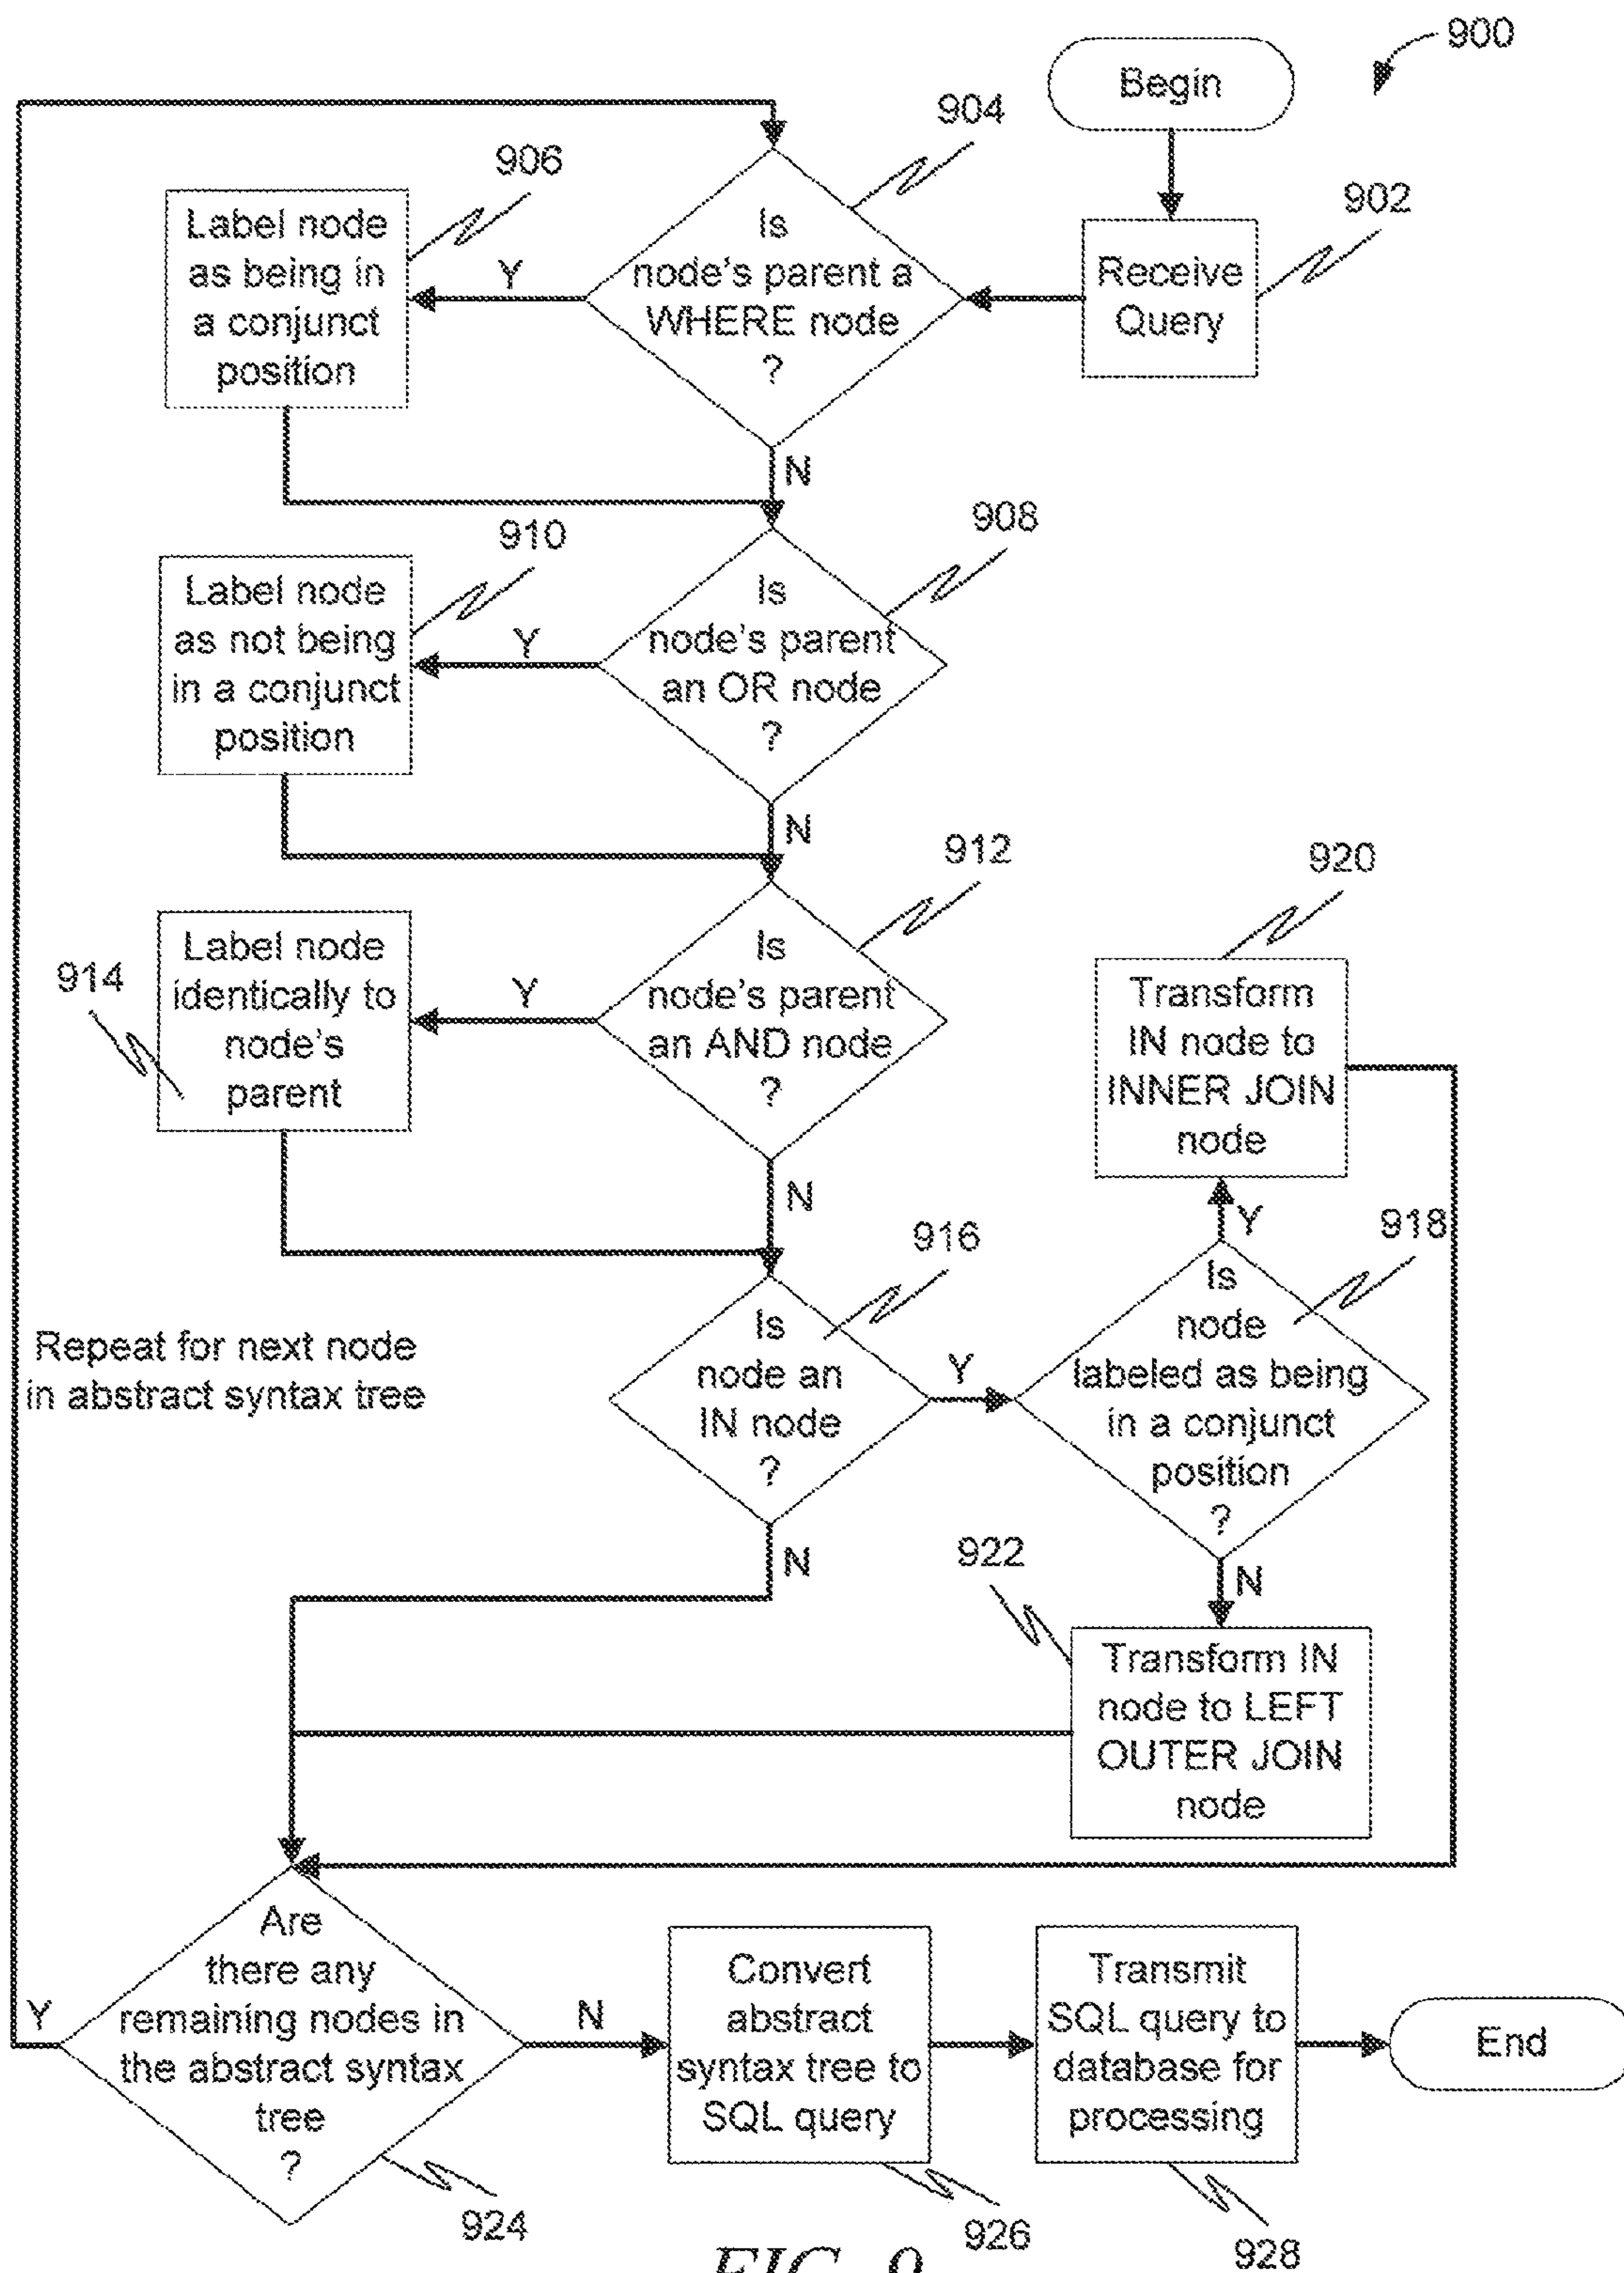 900
Begin
904
906
902
Label node
as being in
a conjunct
position
Y
Is
node's parent a
WHERE node
?
Receive
Query
N
908
910
Label node
as not being
in a conjunct
position
Y
Is
node's parent
an OR node
?
N
912
920
914
Label node
identically to
node's
parent
Y
Is
node's parent
an AND node
?
Transform
IN node to
INNER JOIN
node
N
Y
916
918
Repeat for next node
in abstract syntax tree
Is
node an
IN node
?
Y
Is
node
labeled as being
in a conjunct
position
?
N
922
N
Transform IN
node to LEFT
OUTER JOIN
node
Y
Are
there any
remaining nodes in
the abstract syntax
tree
?
N
Convert
abstract
syntax tree to
SQL query
Transmit
SQL query to
database for
processing
End
924
926
928
FIG. 9